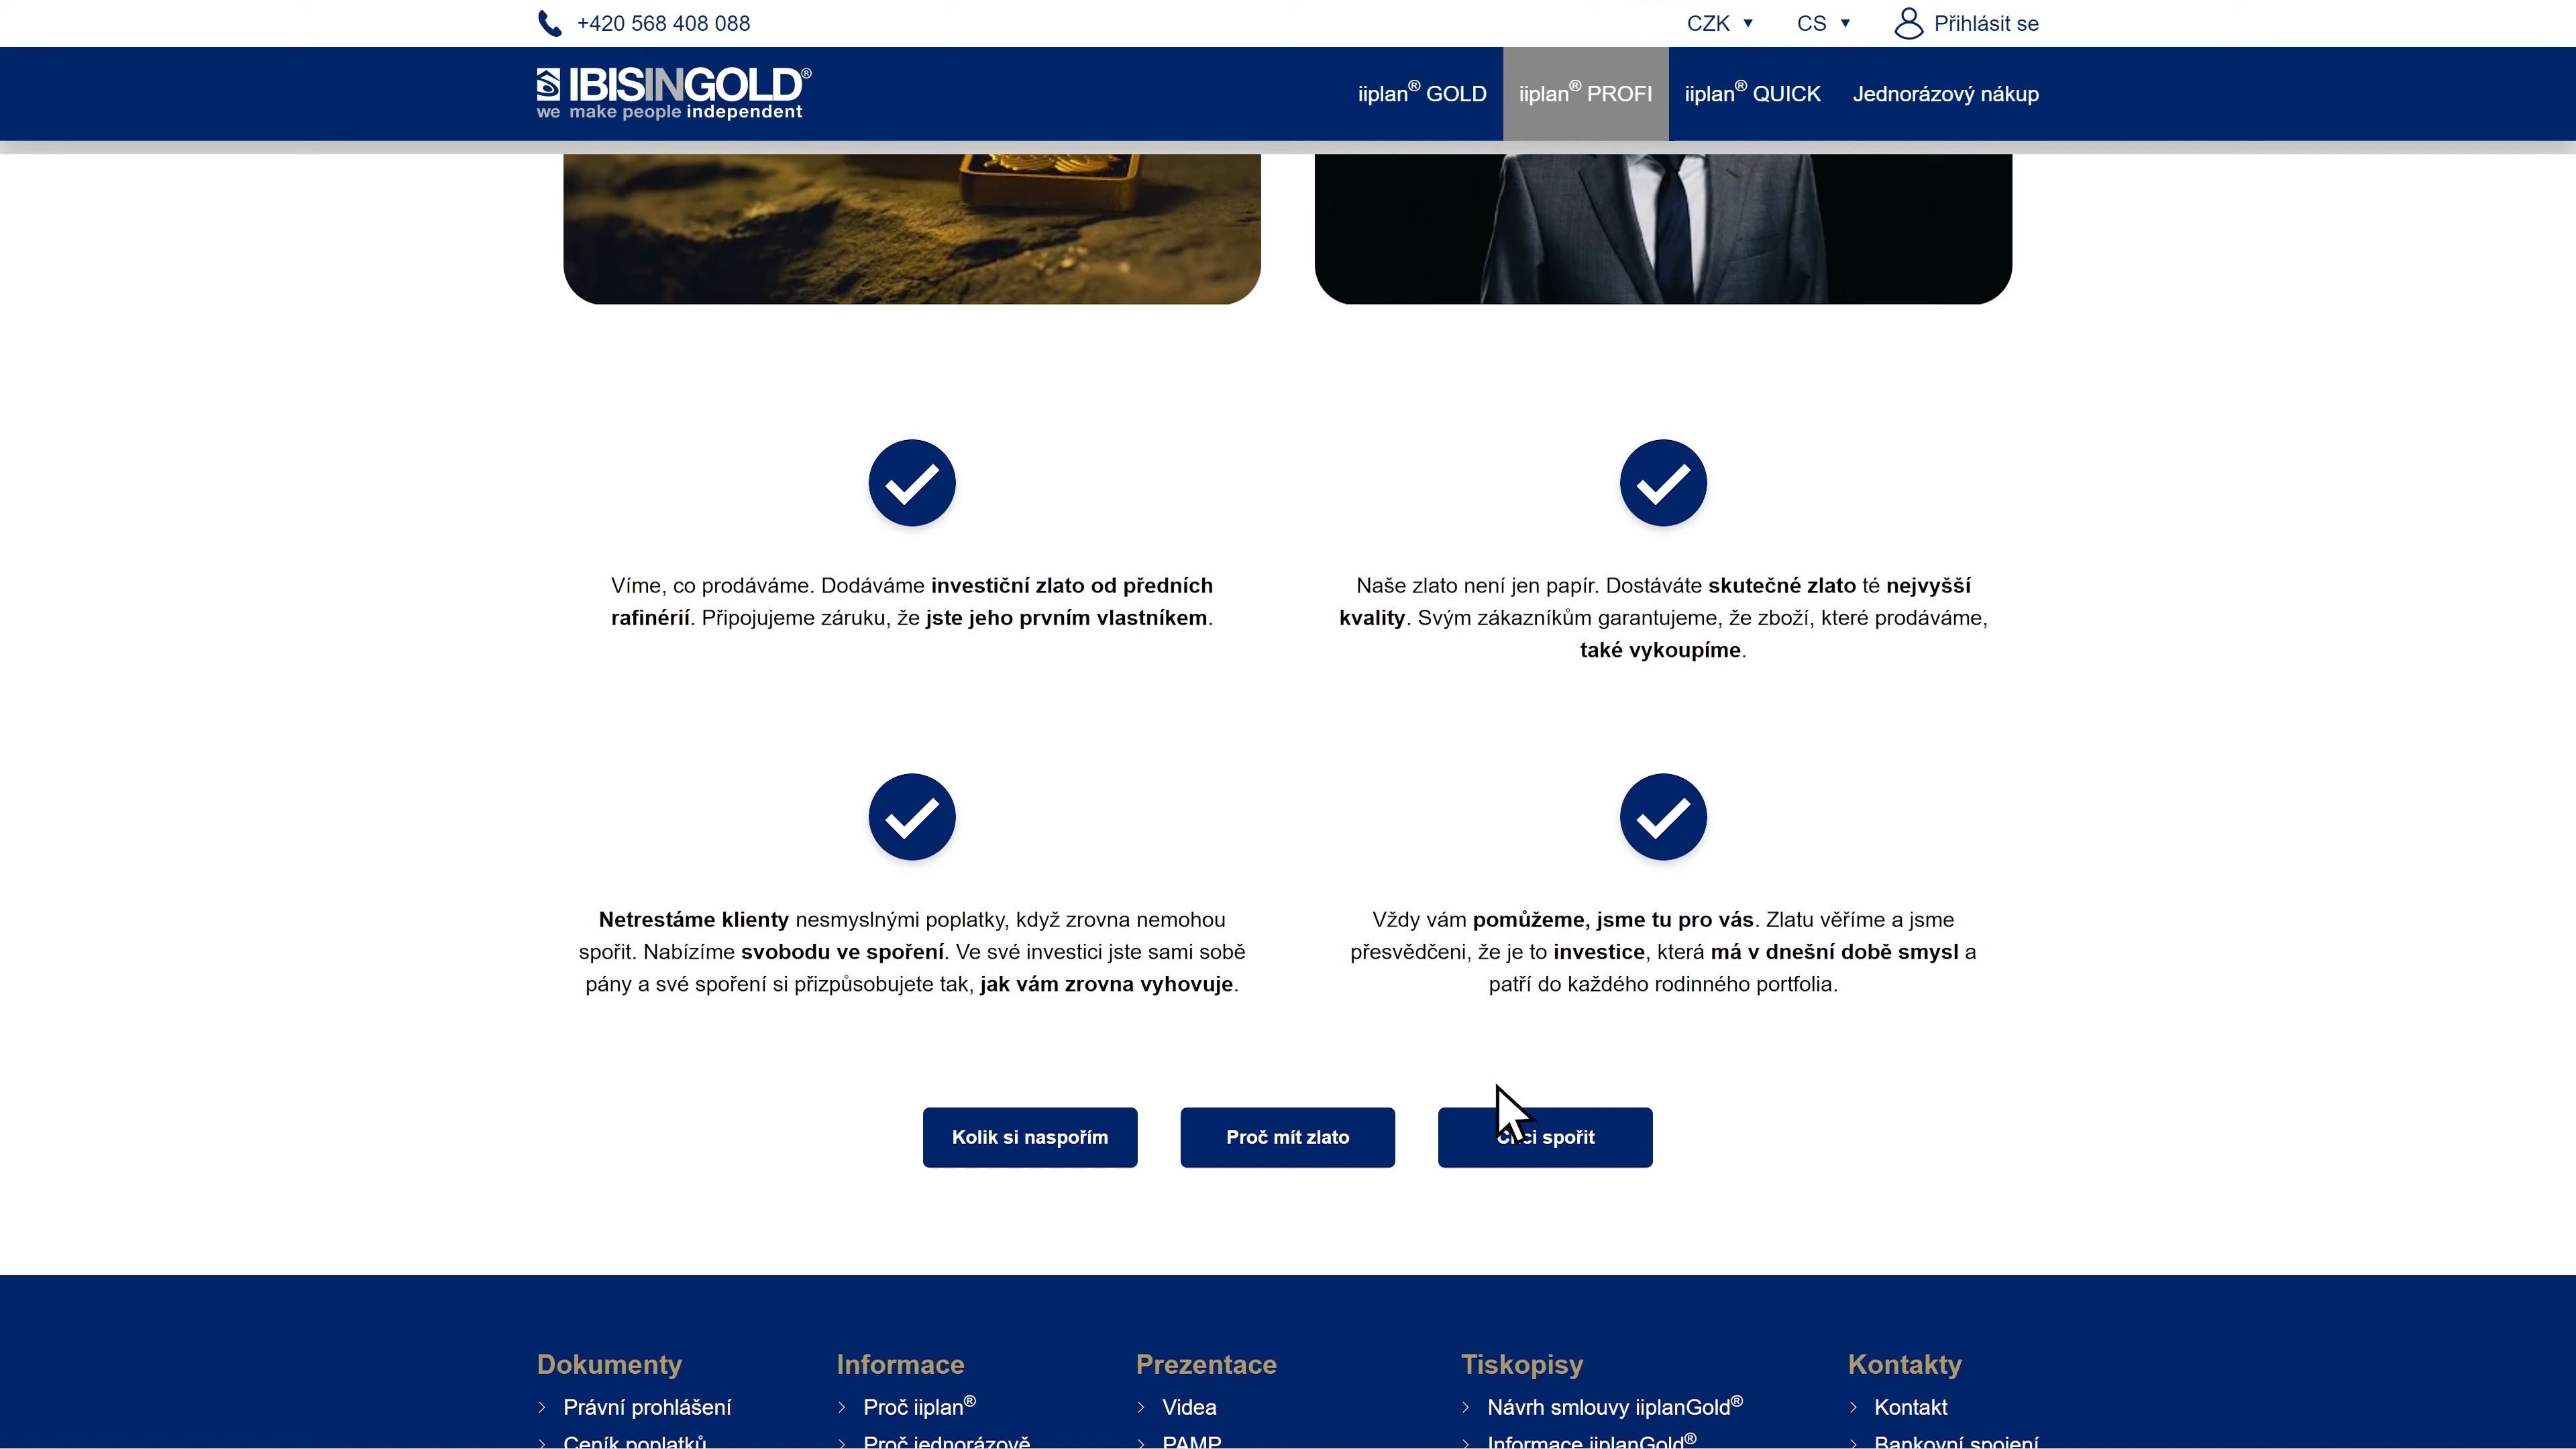 +420 568 408 088
CZK
CS
Přihlásit se
IBISINGOLD®
we make people independent
iiplan® GOLD
iiplan® PROFI
iiplan® QUICK
Jednorázový nákup
Víme, co prodáváme. Dodáváme investiční zlato od předních
rafinérií. Připojujeme záruku, že jste jeho prvním vlastníkem.
Naše zlato není jen papír. Dostáváte skutečné zlato té nejvyšší
kvality. Svým zákazníkům garantujeme, že zboží, které prodáváme,
také vykoupíme.
Netrestáme klienty nesmyslnými poplatky, když zrovna nemohou
spořit. Nabízíme svobodu ve spoření. Ve své investici jste sami sobě
pány a své spoření si přizpůsobujete tak, jak vám zrovna vyhovuje.
Vždy vám pomůžeme, jsme tu pro vás. Zlatu věříme a jsme
přesvědčeni, že je to investice, která má v dnešní době smysl a
patří do každého rodinného portfolia.
Kolik si naspořím
Proč mít zlato
Chci spořit
Dokumenty
Právní prohlášení
Ceník poplatků
Informace
Proč iiplan®
Proč jednorázově
Prezentace
Videa
PAMP
Tiskopisy
Návrh smlouvy iiplanGold®
Informace iiplanGold®
Kontakty
Kontakt
Bankovní spojení